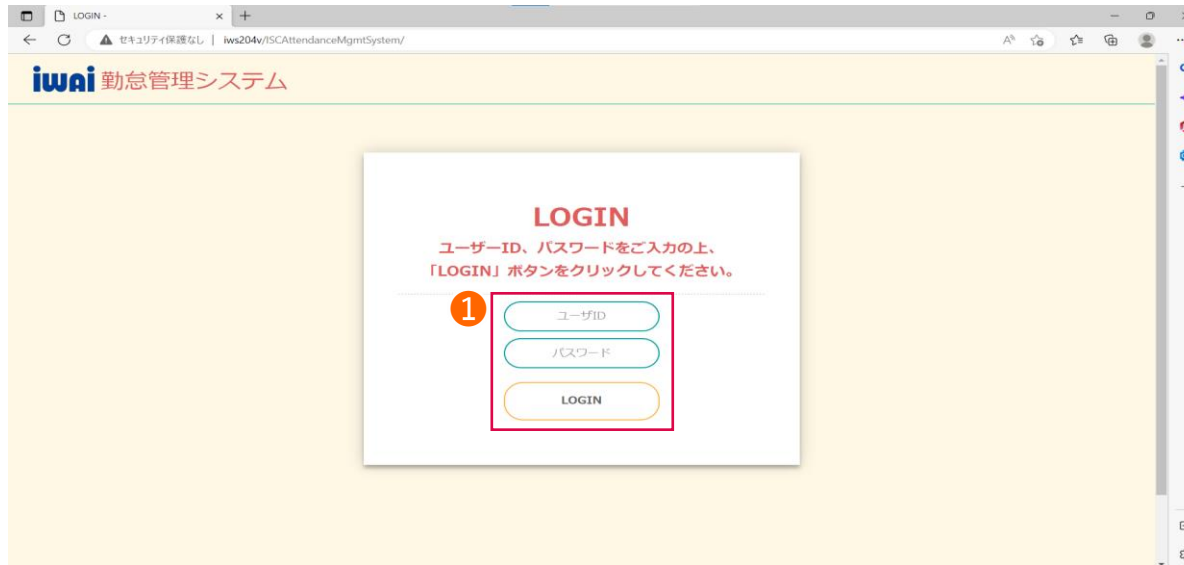 LOGIN -
セキュリティ保護なし | iws204v/ISCAttendanceMgmtSystem/
iwai 勤怠管理システム
LOGIN
ユーザーID、パスワードをご入力の上、
「LOGIN」ボタンをクリックしてください。
1
ユーザID
パスワード
LOGIN